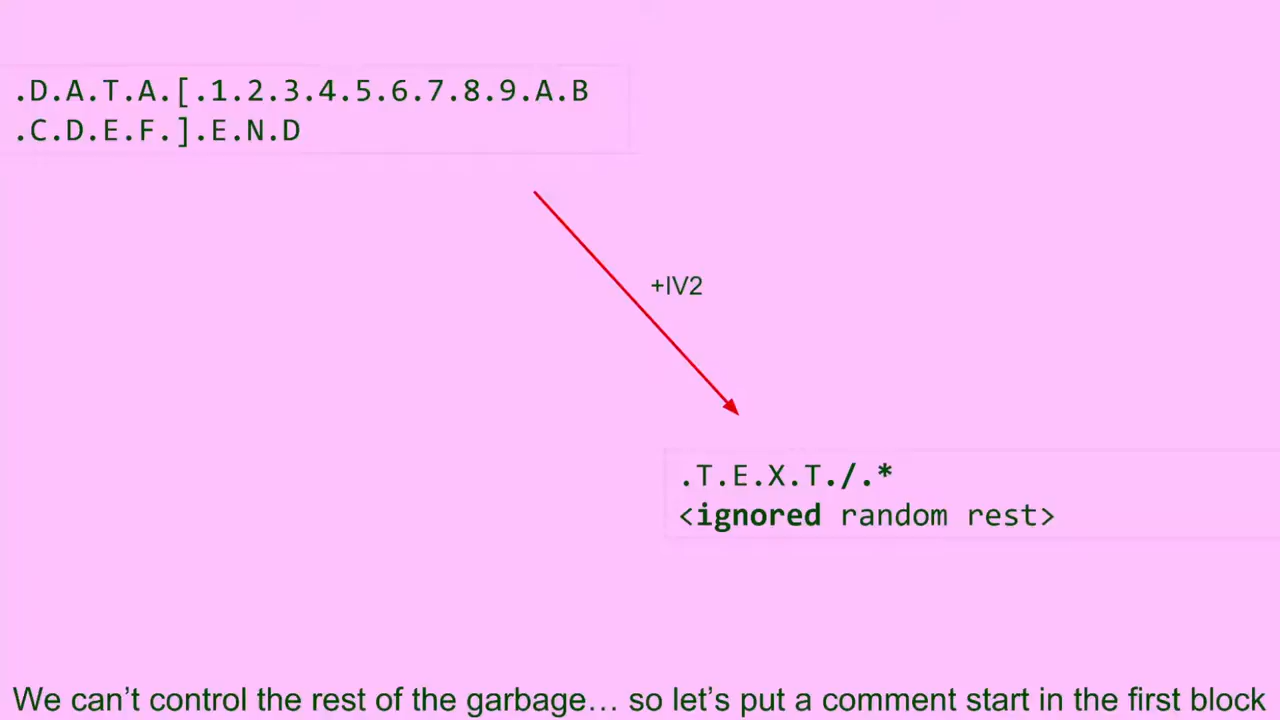 .D.A.T.A.[.1.2.3.4.5.6.7.8.9.A.B
.C.D.E.F.].E.N.D
+IV2
.T.E.X.T./.*
<ignored random rest>
We can’t control the rest of the garbage… so let’s put a comment start in the first block